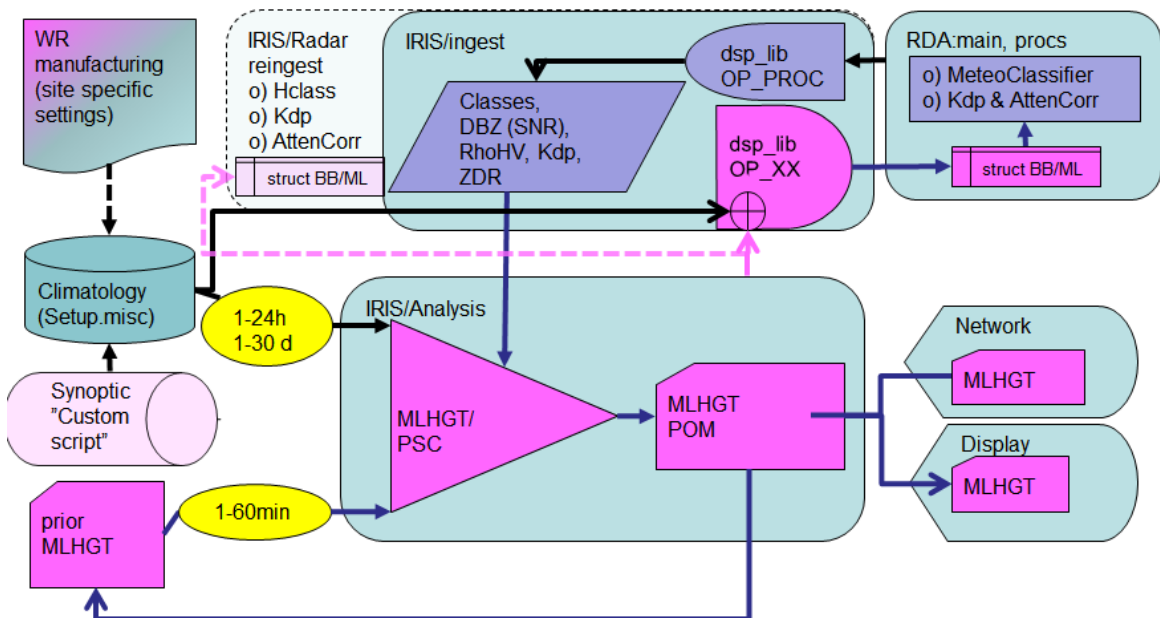 WR
manufacturing
(site specific
settings)
IRIS/Radar
reingest
o) Hclass
o) Kdp
o) AttenCorr
struct BB/ML
IRIS/ingest
Classes,
DBZ (SNR),
RhoHV, Kdp,
ZDR
dsp_lib
OP_PROC
dsp_lib
OP_XX
RDA:main, procs
o) MeteoClassifier
o) Kdp & AttenCorr
struct BB/ML
Climatology
(Setup.misc)
1-24h
1-30 d
Synoptic
"Custom
script"
prior
MLHGT
1-60min
IRIS/Analysis
MLHGT/
PSC
MLHGT
POM
Network
MLHGT
Display
MLHGT